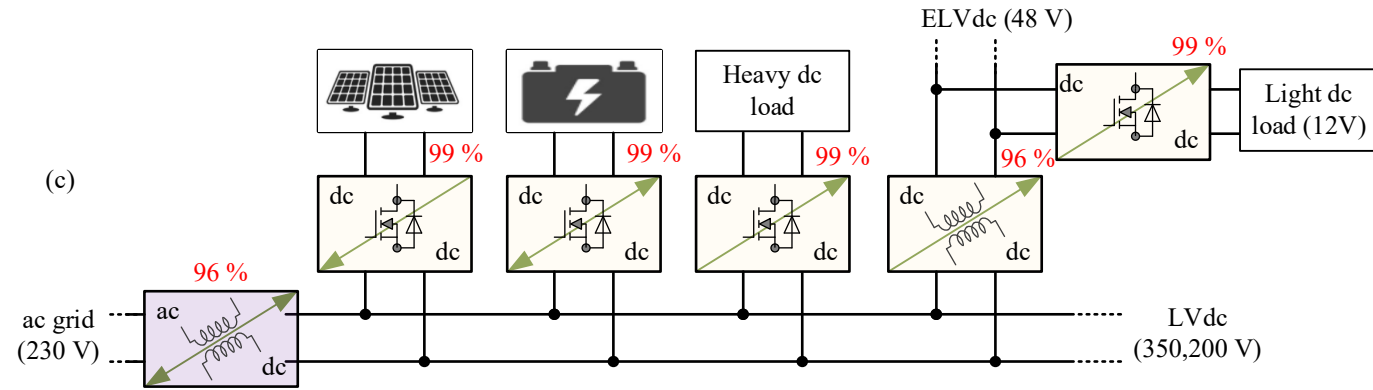 ELVdc (48 V)
99 %
dc
dc
Light dc
load (12V)
Heavy dc
load
(c)
99 %
99 %
99 %
96 %
dc
dc
dc
dc
dc
dc
dc
dc
96 %
ac
dc
ac grid
(230 V)
LVdc
(350,200 V)